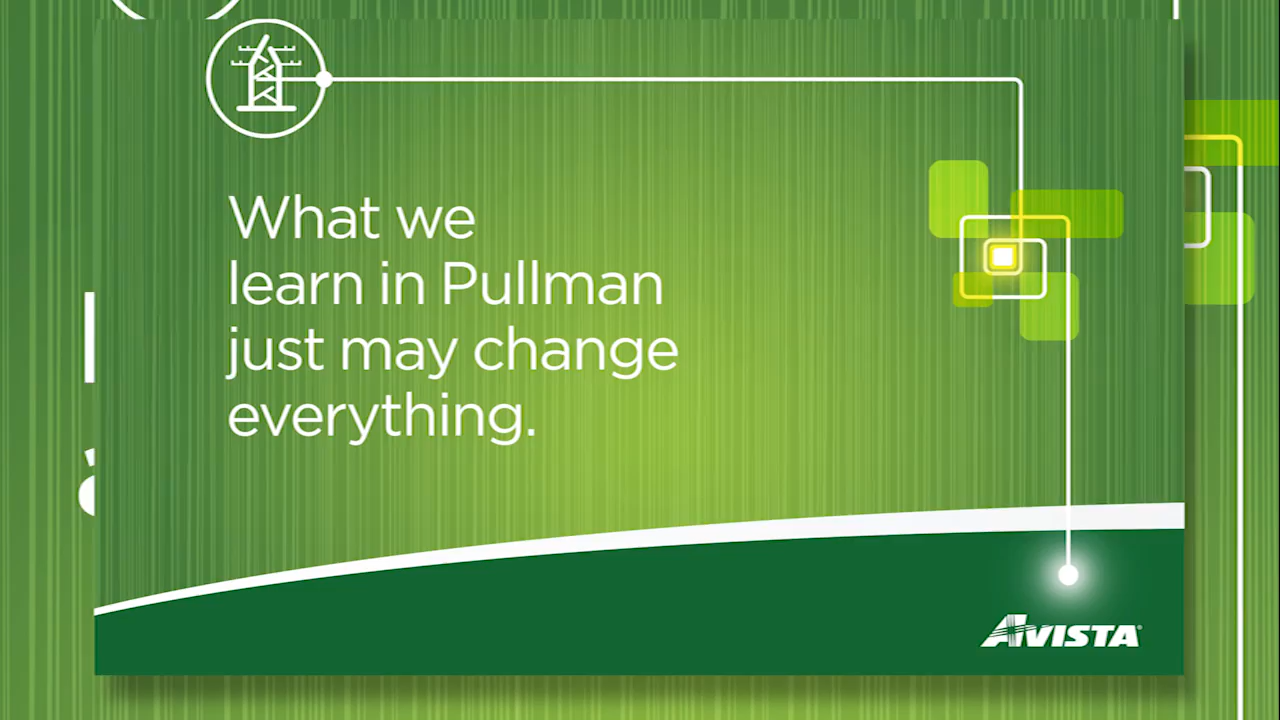 What we
learn in Pullman
just may change
everything.
AVISTA